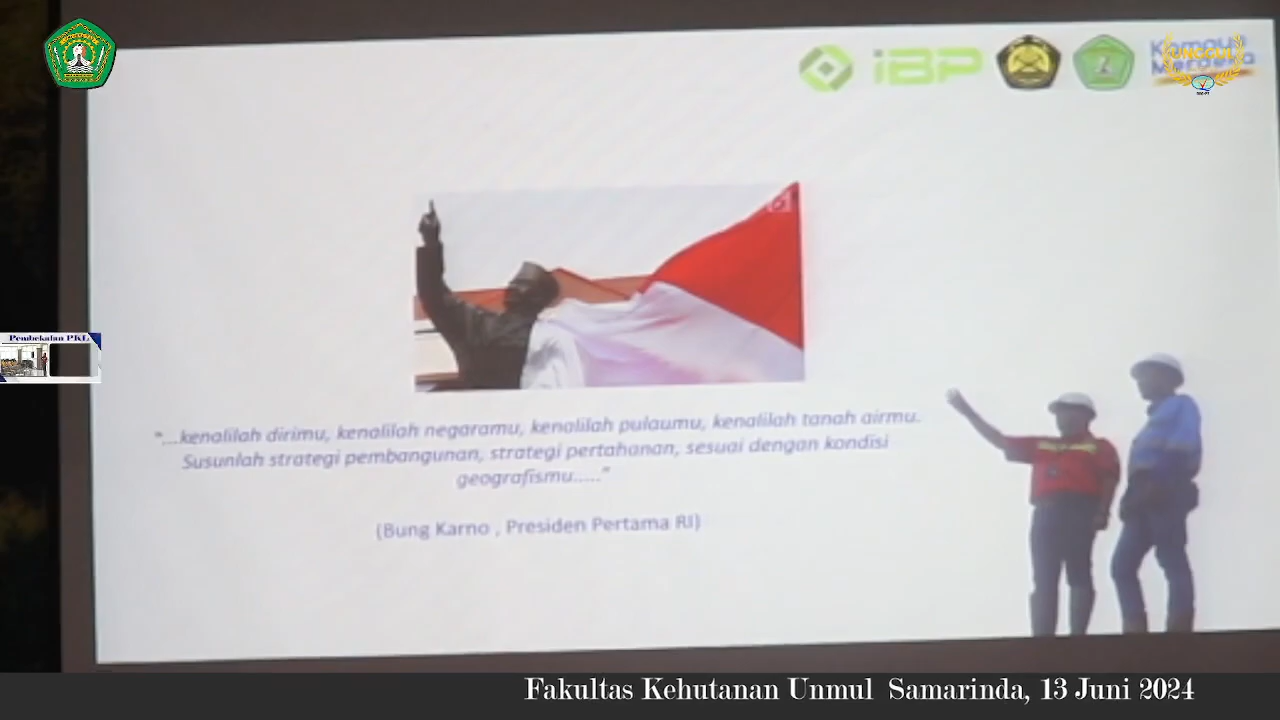 iBP
Kampus
Merdeka
UNGGUL
Pembekalan PKL
"...kenalilah dirimu, kenalilah negaramu, kenalilah pulaumu, kenalilah tanah airmu.
Susunlah strategi pembangunan, strategi pertahanan, sesuai dengan kondisi
geografismu....."
(Bung Karno , Presiden Pertama RI)
Fakultas Kehutanan Unmul Samarinda, 13 Juni 2024